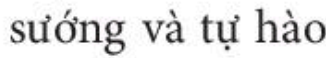 sướng và tự hào